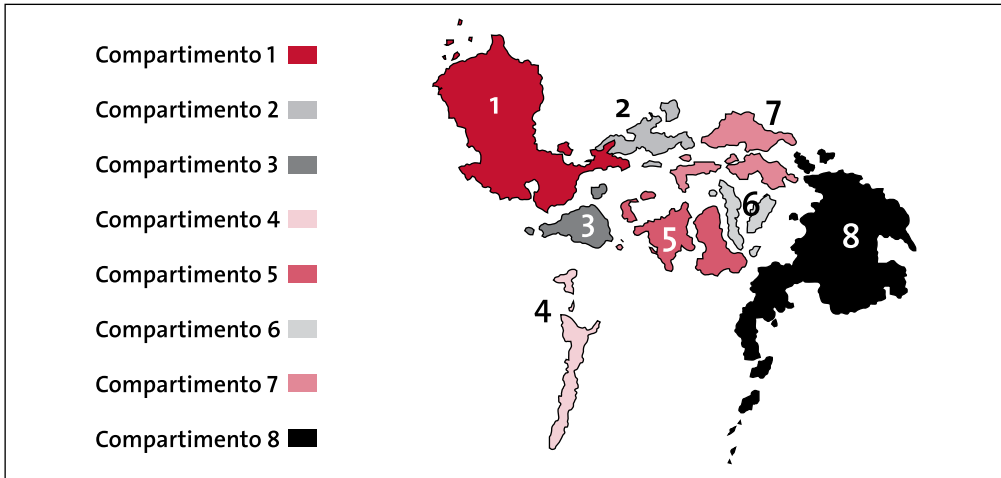 Compartimento 1
Compartimento 2
Compartimento 3
Compartimento 4
Compartimento 5
Compartimento 6
Compartimento 7
Compartimento 8
1
2
7
3
5
6
8
4